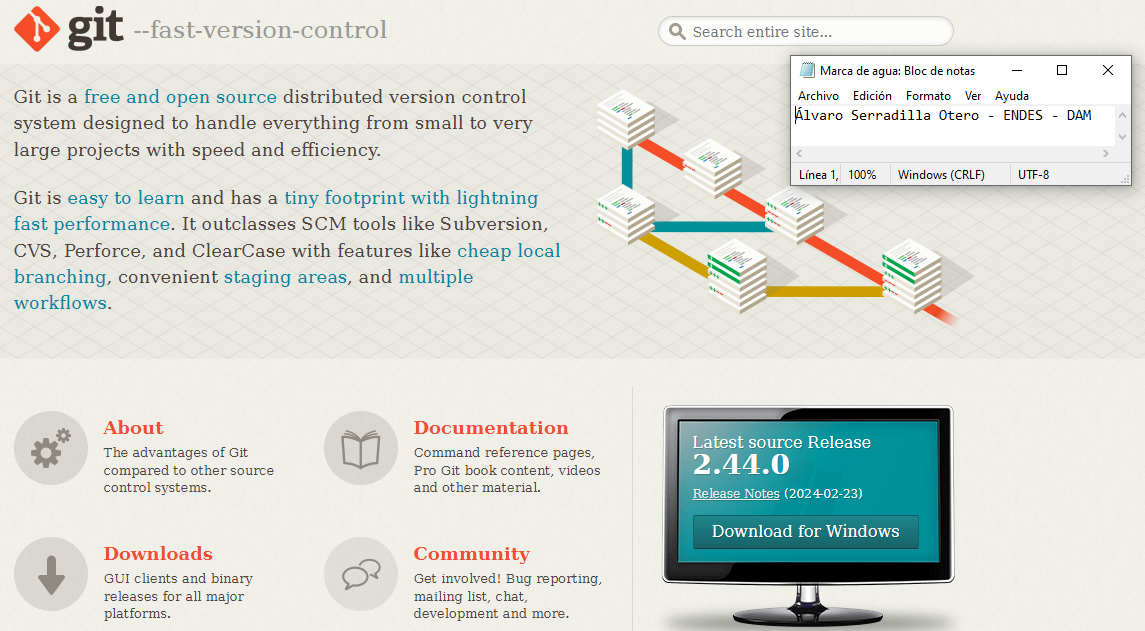 git --fast-version-control
Search entire site...
Marca de agua: Bloc de notas
Archivo Edición Formato Ver Ayuda
Álvaro Serradilla Otero - ENDES - DAM
Línea 1, 100% Windows (CRLF) UTF-8
Git is a free and open source distributed version control
system designed to handle everything from small to very
large projects with speed and efficiency.
Git is easy to learn and has a tiny footprint with lightning
fast performance. It outclasses SCM tools like Subversion,
CVS, Perforce, and ClearCase with features like cheap local
branching, convenient staging areas, and multiple
workflows.
About
The advantages of Git
compared to other source
control systems.
Documentation
Command reference pages,
Pro Git book content, videos
and other material.
Downloads
GUI clients and binary
releases for all major
platforms.
Community
Get involved! Bug reporting,
mailing list, chat,
development and more.
Latest source Release
2.44.0
Release Notes (2024-02-23)
Download for Windows